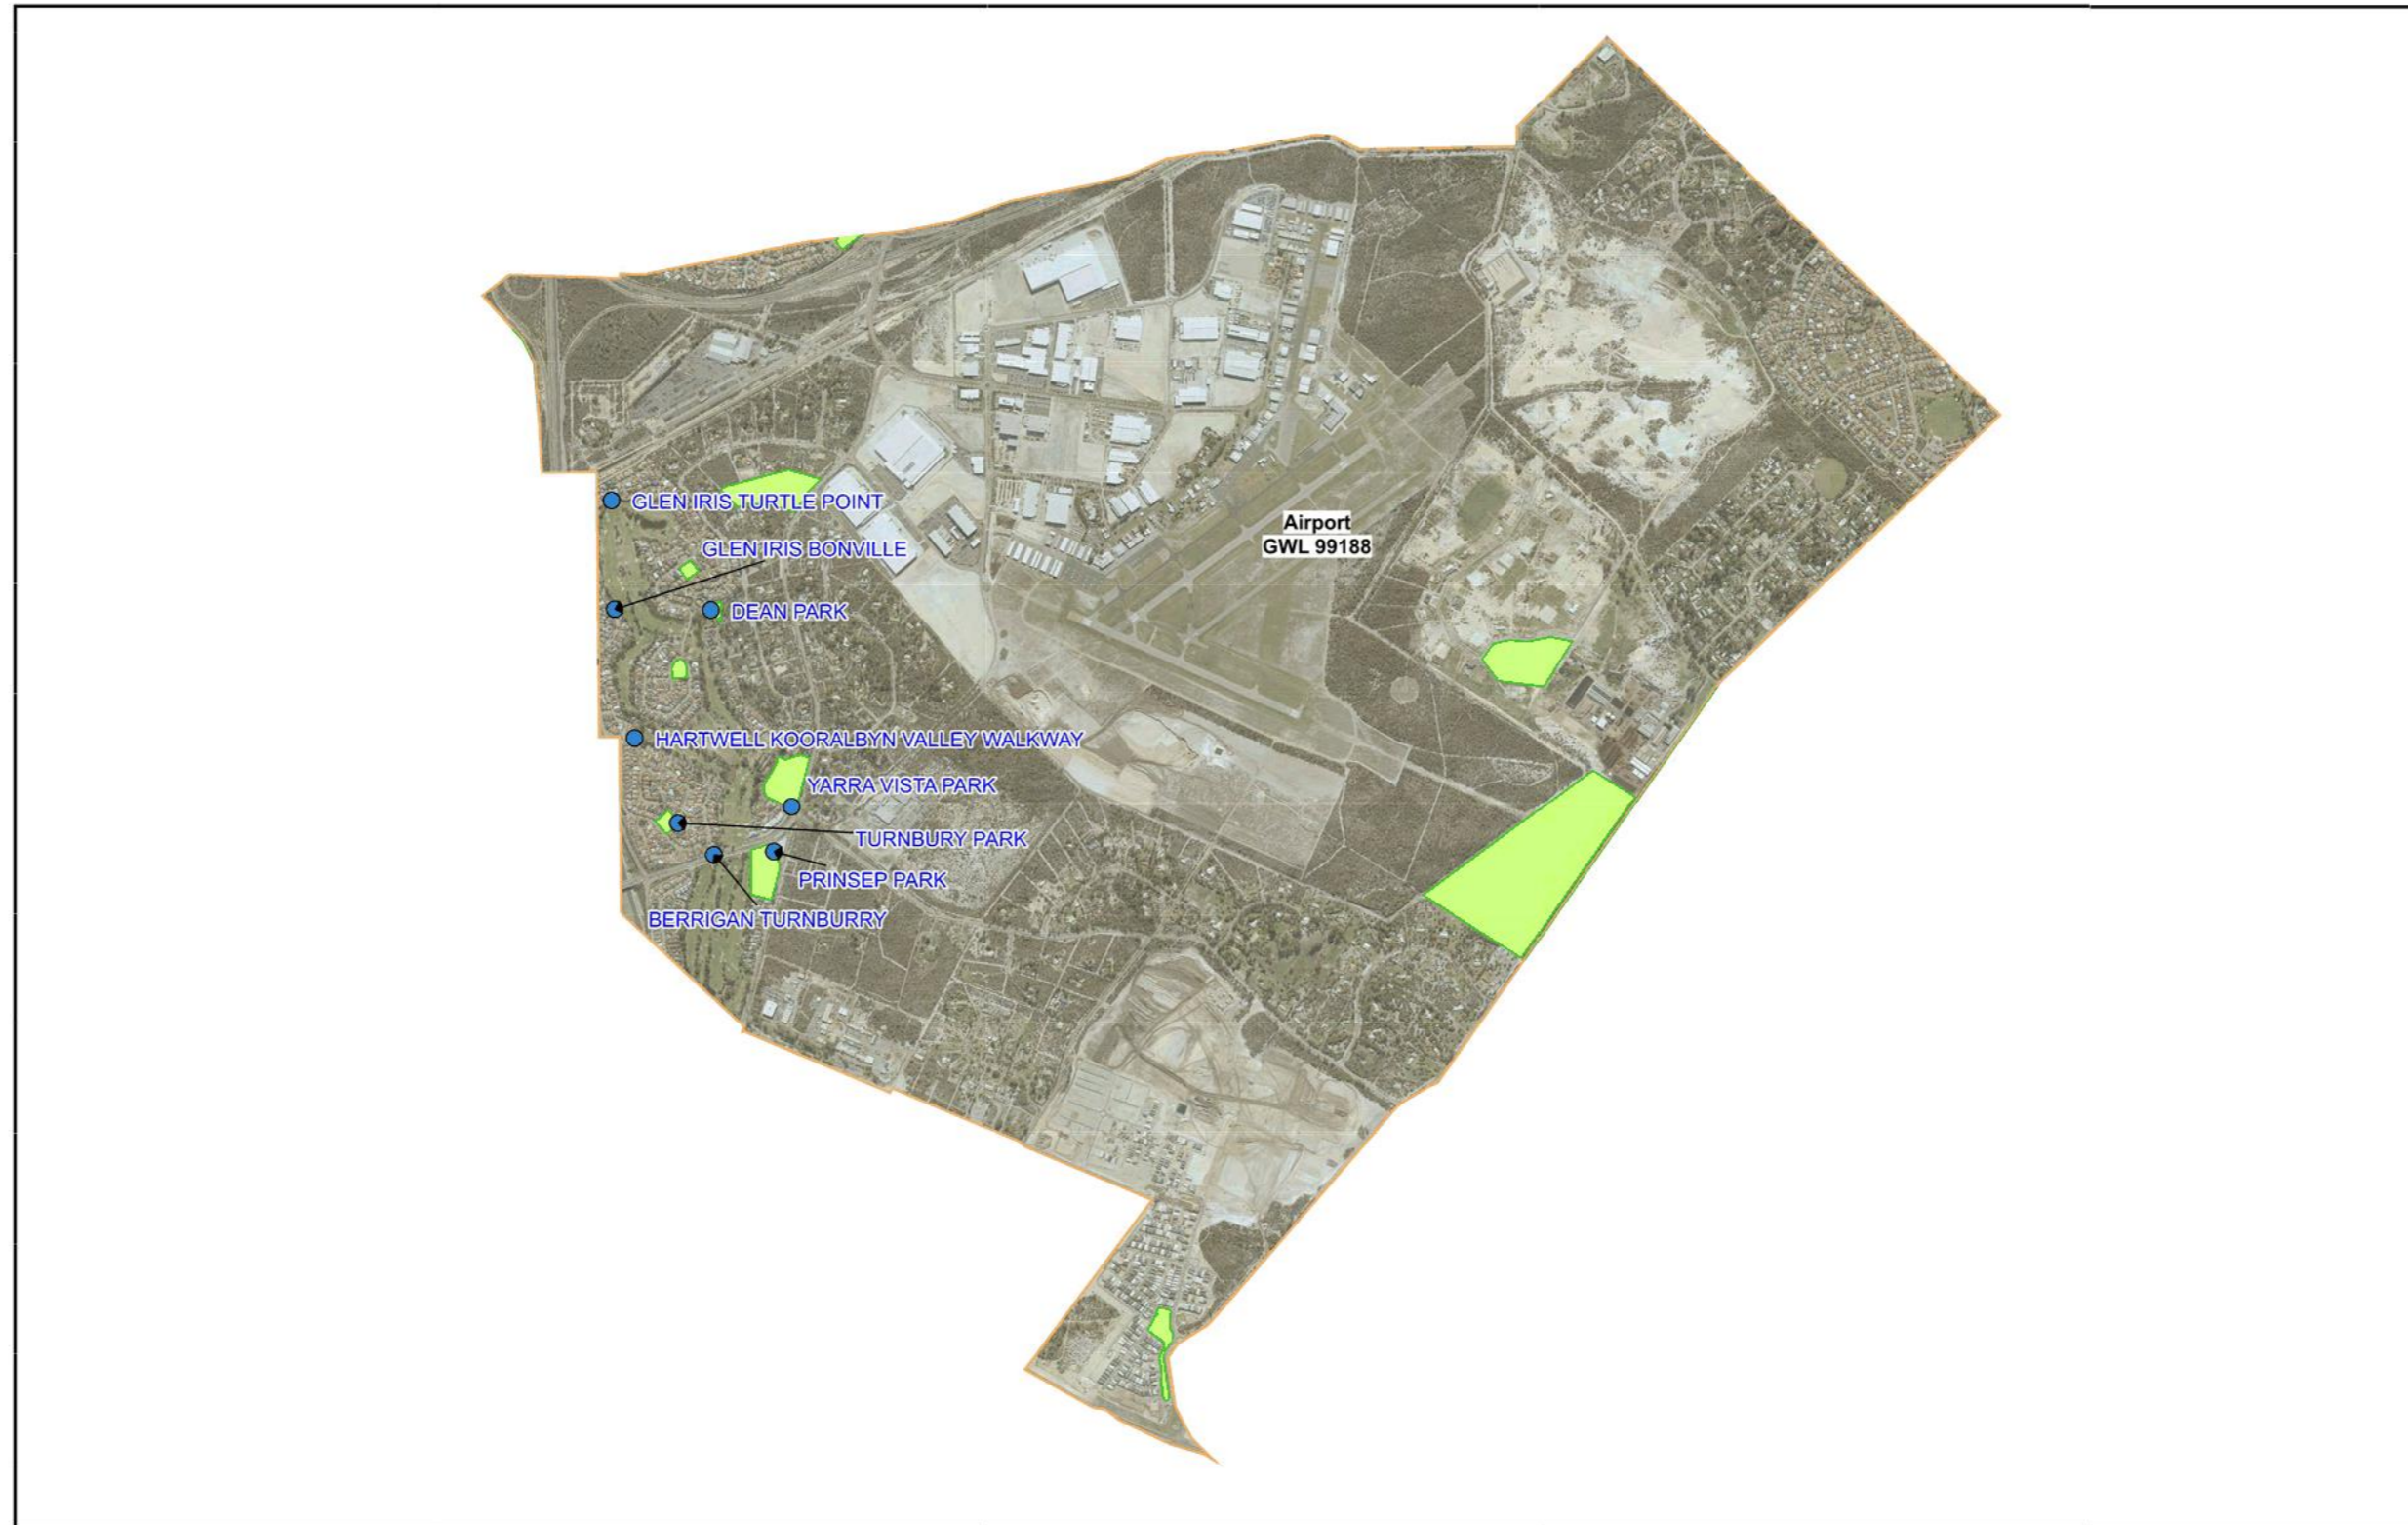 GLEN IRIS TURTLE POINT
Airport
GWL 99188
GLEN IRIS BONVILLE
DEAN PARK
HARTWELL KOORALBYN VALLEY WALKWAY
YARRA VISTA PARK
TURNBURY PARK
PRINSEP PARK
BERRIGAN TURNBURRY